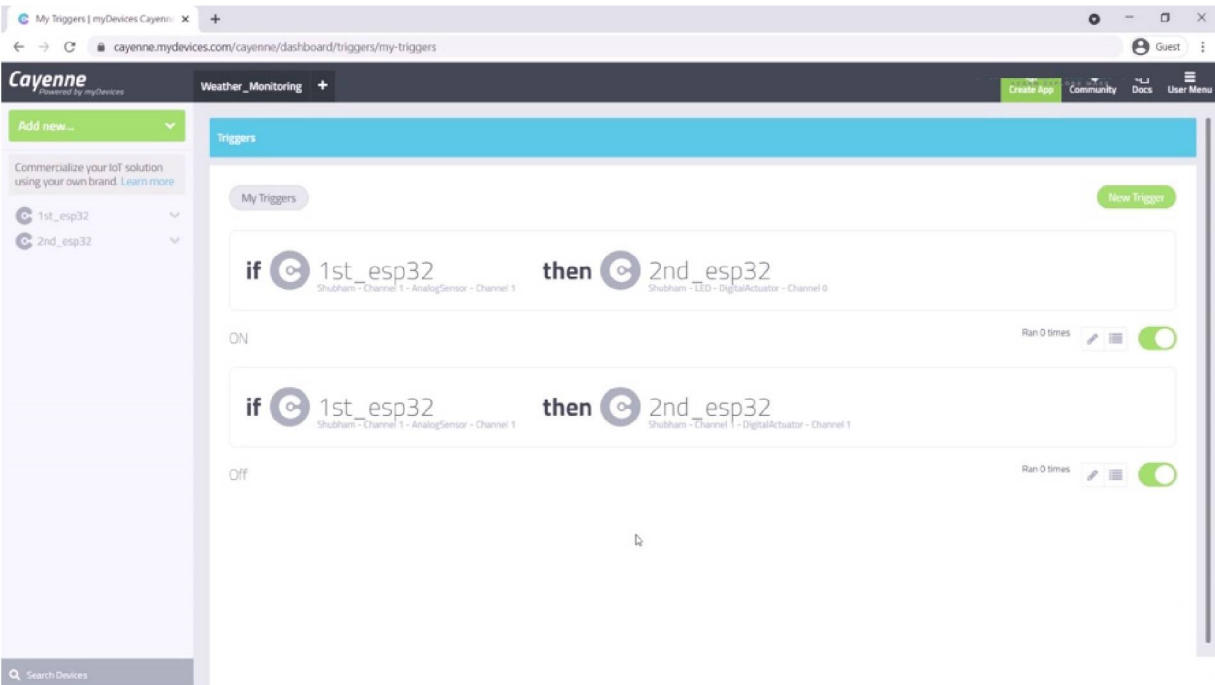 My Triggers | myDevices Cayenn
cayenne.mydevices.com/cayenne/dashboard/triggers/my-triggers
Guest
Cayenne
Powered by myDevices
Weather_Monitoring +
Create App
Community
Docs
User Menu
Add new...
Triggers
Commercialize your IoT solution
using your own brand. Learn more
My Triggers
New Trigger
1st_esp32
2nd_esp32
if 1st_esp32 then 2nd_esp32
Shubham - Channel 1 - AnalogSensor - Channel 1
Shubham - LED - DigitalActuator - Channel 0
ON
Ran 0 times
if 1st_esp32 then 2nd_esp32
Shubham - Channel 1 - AnalogSensor - Channel 1
Shubham - Channel 1 - DigitalActuator - Channel 1
Off
Ran 0 times
Search Devices